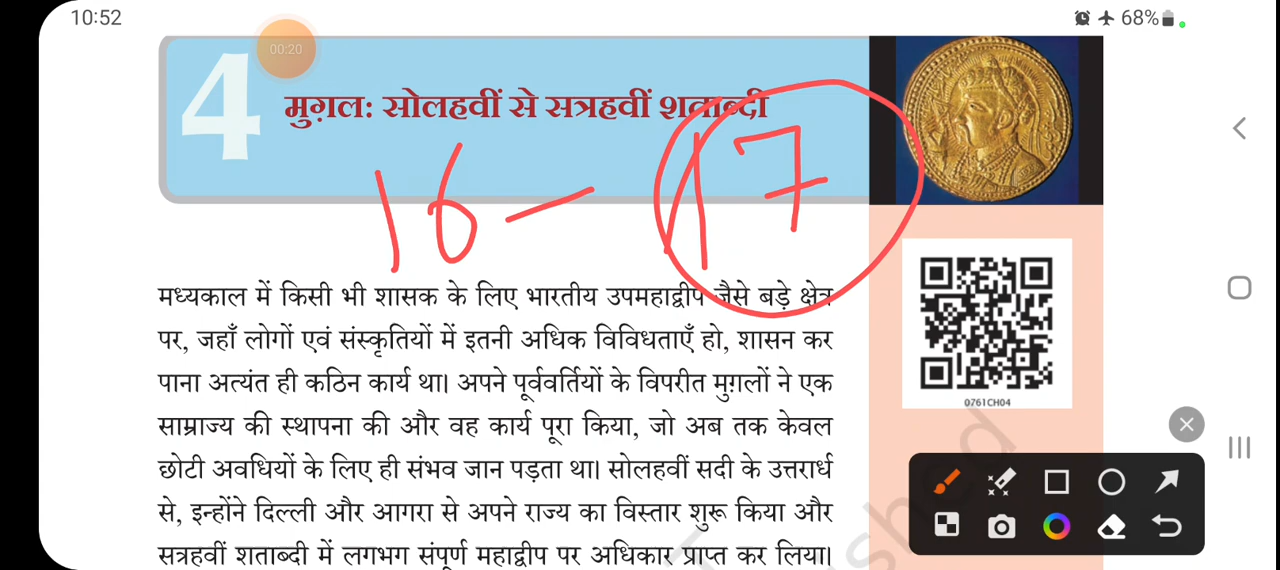 10:52
68%
00:20
4
मुग़लः सोलहवीं से सत्रहवीं शताब्दी
16 - 17
मध्यकाल में किसी भी शासक के लिए भारतीय उपमहाद्वीप जैसे बड़े क्षेत्र
पर, जहाँ लोगों एवं संस्कृतियों में इतनी अधिक विविधताएँ हो, शासन कर
पाना अत्यंत ही कठिन कार्य था। अपने पूर्ववर्तियों के विपरीत मुग़लों ने एक
साम्राज्य की स्थापना की और वह कार्य पूरा किया, जो अब तक केवल
छोटी अवधियों के लिए ही संभव जान पड़ता था। सोलहवीं सदी के उत्तरार्ध
से, इन्होंने दिल्ली और आगरा से अपने राज्य का विस्तार शुरू किया और
सत्रहवीं शताब्दी में लगभग संपूर्ण महाद्वीप पर अधिकार प्राप्त कर लिया।
0761CH04